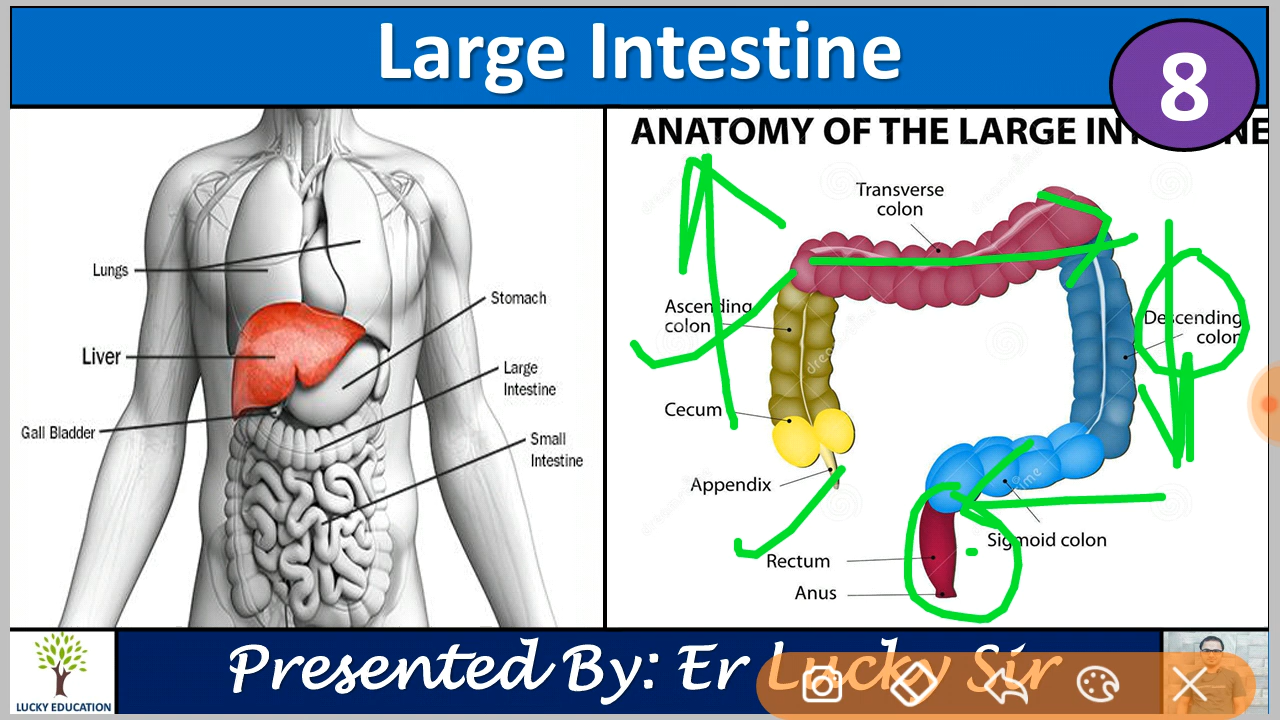 Large Intestine
8
ANATOMY OF THE LARGE IN
NE
Lungs
Liver
Gall Bladder
Stomach
Large
Intestine
Small
Intestine
Transverse
colon
Ascending
colon
Descending
colon
Cecum
Appendix
Sigmoid colon
Rectum
Anus
LUCKY EDUCATION
Presented By: Er Lucky Sir